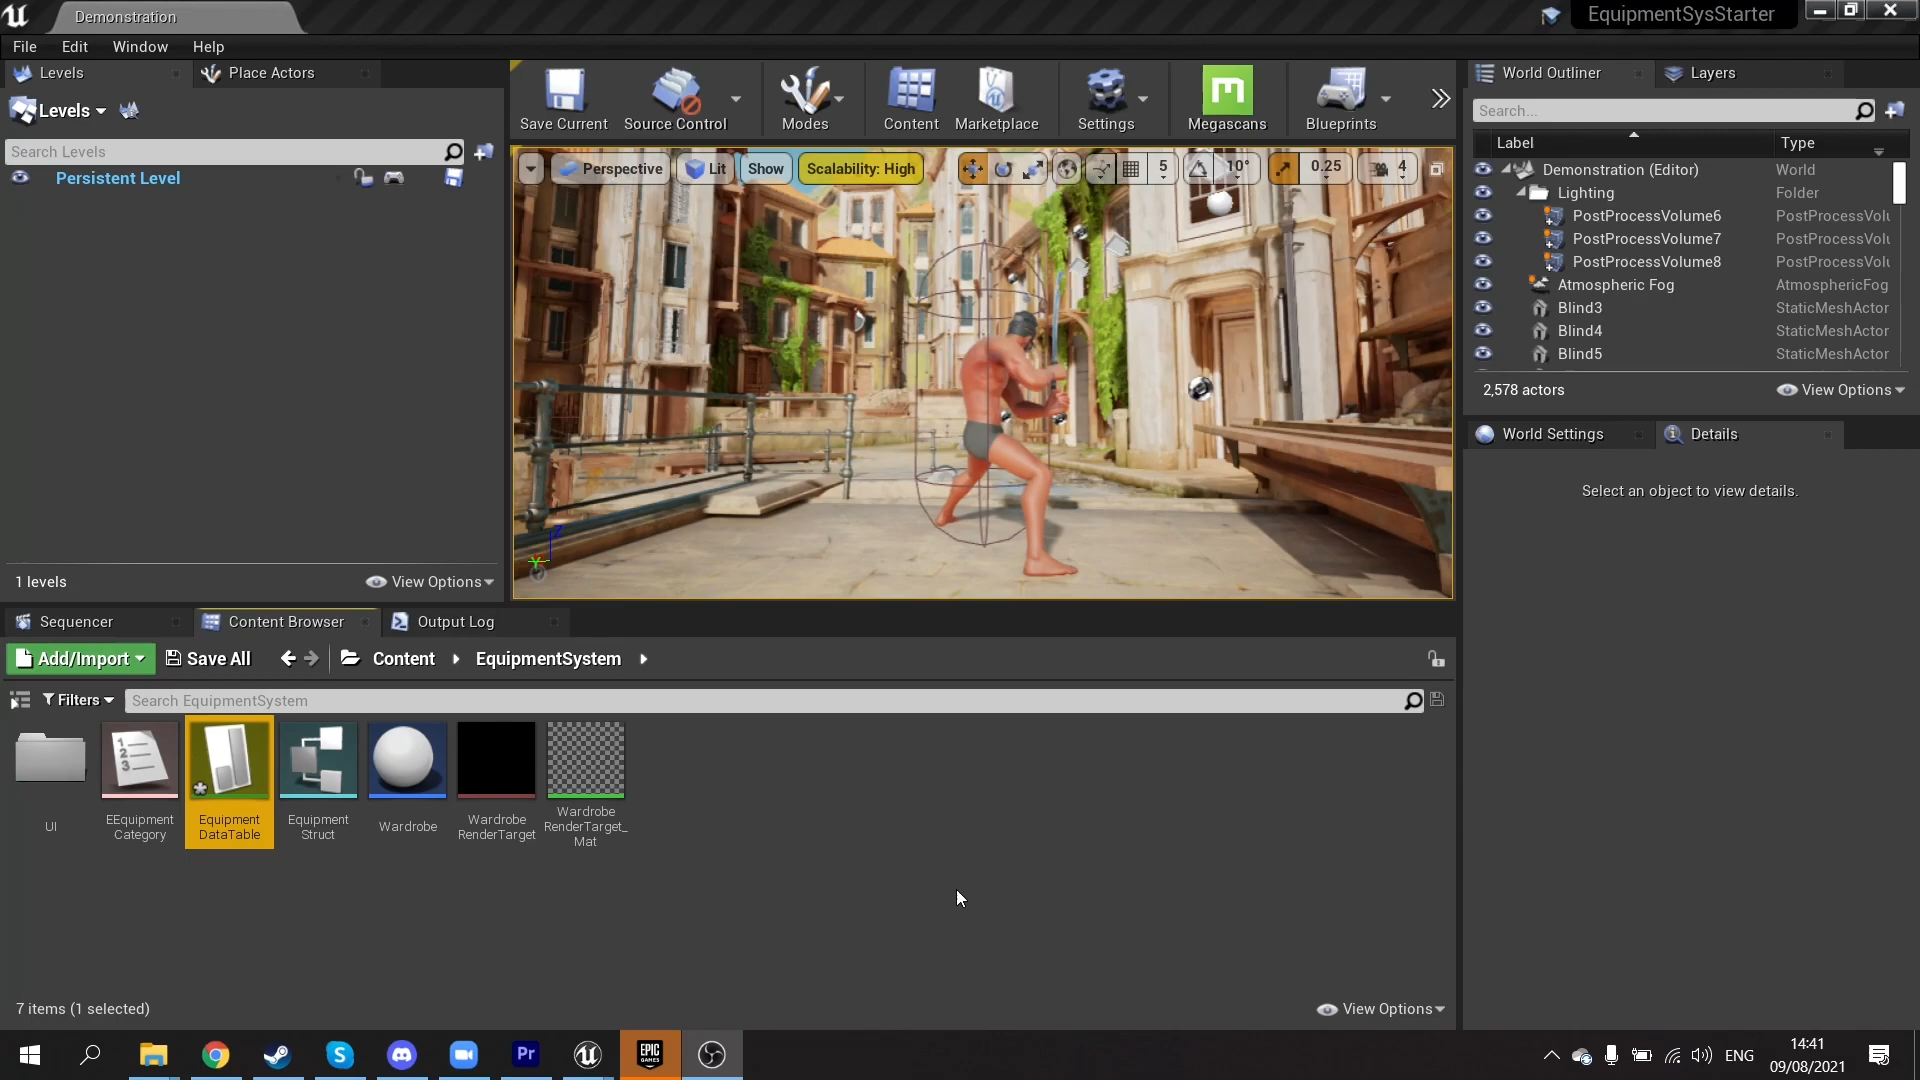 Demonstration
EquipmentSysStarter
File Edit Window Help
Levels
Place Actors
Levels
Search Levels
Persistent Level
1 levels
View Options
Save Current
Source Control
Modes
Content
Marketplace
Settings
Megascans
Blueprints
Perspective
Lit
Show
Scalability: High
5
10°
0.25
4
World Outliner
Layers
Search...
Label
Type
Demonstration (Editor) World
Lighting Folder
PostProcessVolume6 PostProcessVolu
PostProcessVolume7 PostProcessVolu
PostProcessVolume8 PostProcessVolu
Atmospheric Fog AtmosphericFog
Blind3 StaticMeshActor
Blind4 StaticMeshActor
Blind5 StaticMeshActor
2,578 actors
View Options
World Settings
Details
Select an object to view details.
Sequencer
Content Browser
Output Log
Add/Import
Save All
Content
EquipmentSystem
Filters
Search EquipmentSystem
UI
EEquipment
Category
Equipment
DataTable
Equipment
Struct
Wardrobe
Wardrobe
RenderTarget
Wardrobe
RenderTarget_
Mat
7 items (1 selected)
View Options
Pr
EPIC
GAMES
ENG
14:41
09/08/2021